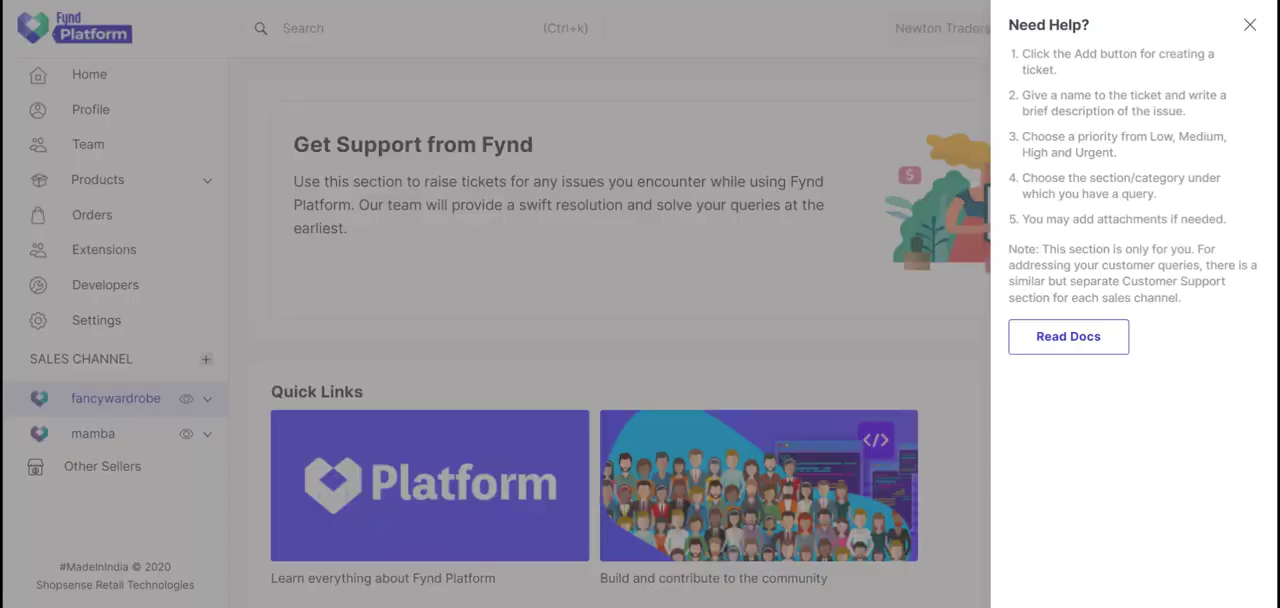 Fynd
Platform
Search
(Ctrl+k)
Newton Traders
Home
Profile
Team
Products
Orders
Extensions
Developers
Settings
SALES CHANNEL
+
fancywardrobe
mamba
Other Sellers
#MadeInIndia © 2020
Shopsense Retail Technologies
Get Support from Fynd
Use this section to raise tickets for any issues you encounter while using Fynd
Platform. Our team will provide a swift resolution and solve your queries at the
earliest.
$
Quick Links
Platform
</>
Learn everything about Fynd Platform
Build and contribute to the community
Need Help?
1. Click the Add button for creating a
ticket.
2. Give a name to the ticket and write a
brief description of the issue.
3. Choose a priority from Low, Medium,
High and Urgent.
4. Choose the section/category under
which you have a query.
5. You may add attachments if needed.
Note: This section is only for you. For
addressing your customer queries, there is a
similar but separate Customer Support
section for each sales channel.
Read Docs